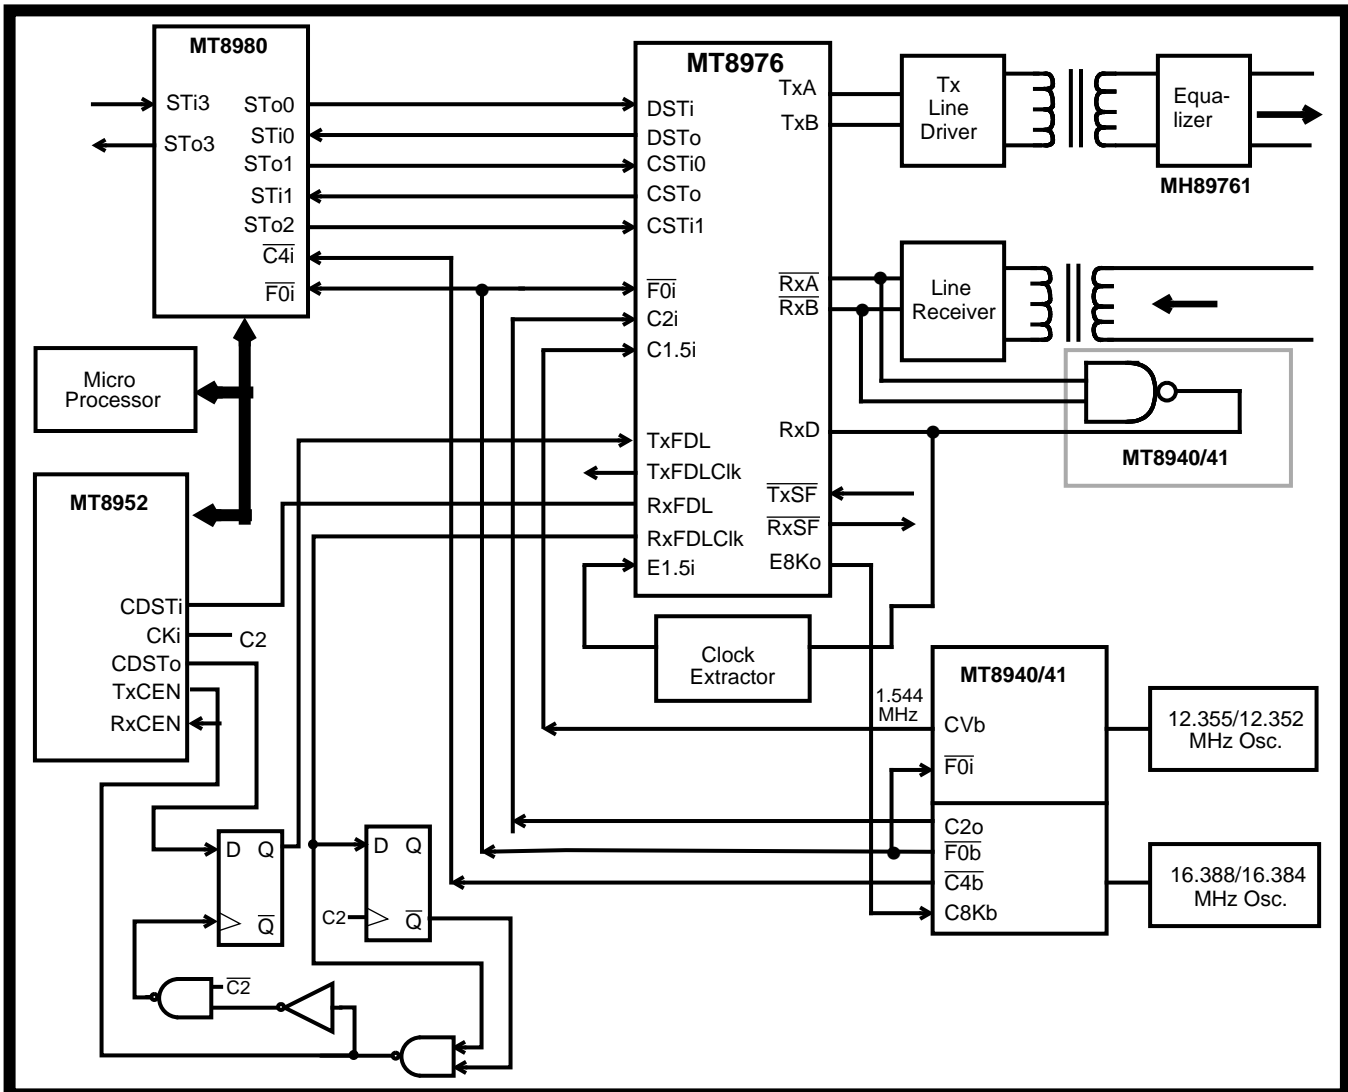 MT8980
STi3
STo3
STo0
STi0
STo1
STi1
STo2
C4i
F0i
MT8976
DSTi
DSTo
CSTi0
CSTo
CSTi1
F0i
C2i
C1.5i
TxFDL
TxFDLClk
RxFDL
RxFDLClk
E1.5i
TxA
TxB
RxA
RxB
RxD
TxSF
RxSF
E8Ko
Tx
Line
Driver
Equa-
lizer
MH89761
Line
Receiver
MT8940/41
Micro
Processor
MT8952
CDSTi
CKi
C2
CDSTo
TxCEN
RxCEN
Clock
Extractor
1.544
MHz
MT8940/41
CVb
F0i
C2o
F0b
C4b
C8Kb
12.355/12.352
MHz Osc.
16.388/16.384
MHz Osc.
D Q
Q
D Q
C2
Q
C2